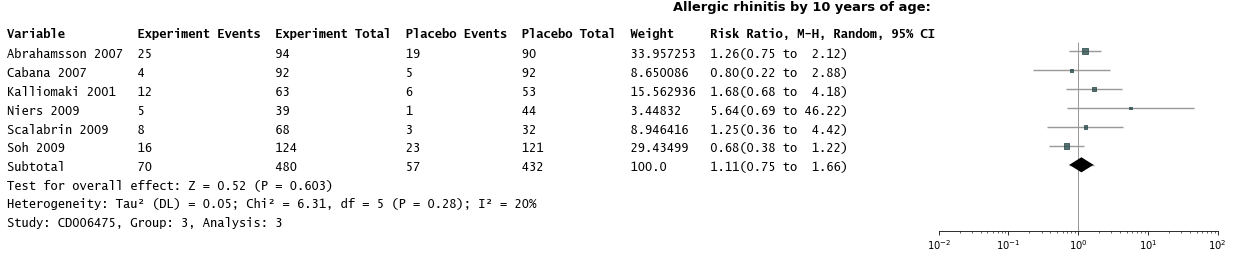 Allergic rhinitis by 10 years of age:
Variable Experiment Events Experiment Total Placebo Events Placebo Total Weight Risk Ratio, M-H, Random, 95% CI
Abrahamsson 2007 25 94 19 90 33.957253 1.26(0.75 to 2.12)
Cabana 2007 4 92 5 92 8.650086 0.80(0.22 to 2.88)
Kalliomaki 2001 12 63 6 53 15.562936 1.68(0.68 to 4.18)
Niers 2009 5 39 1 44 3.44832 5.64(0.69 to 46.22)
Scalabrin 2009 8 68 3 32 8.946416 1.25(0.36 to 4.42)
Soh 2009 16 124 23 121 29.43499 0.68(0.38 to 1.22)
Subtotal 70 480 57 432 100.0 1.11(0.75 to 1.66)
Test for overall effect: Z = 0.52 (P = 0.603)
Heterogeneity: Tau² (DL) = 0.05; Chi² = 6.31, df = 5 (P = 0.28); I² = 20%
Study: CD006475, Group: 3, Analysis: 3
10⁻² 10⁻¹ 10⁰ 10¹ 10²